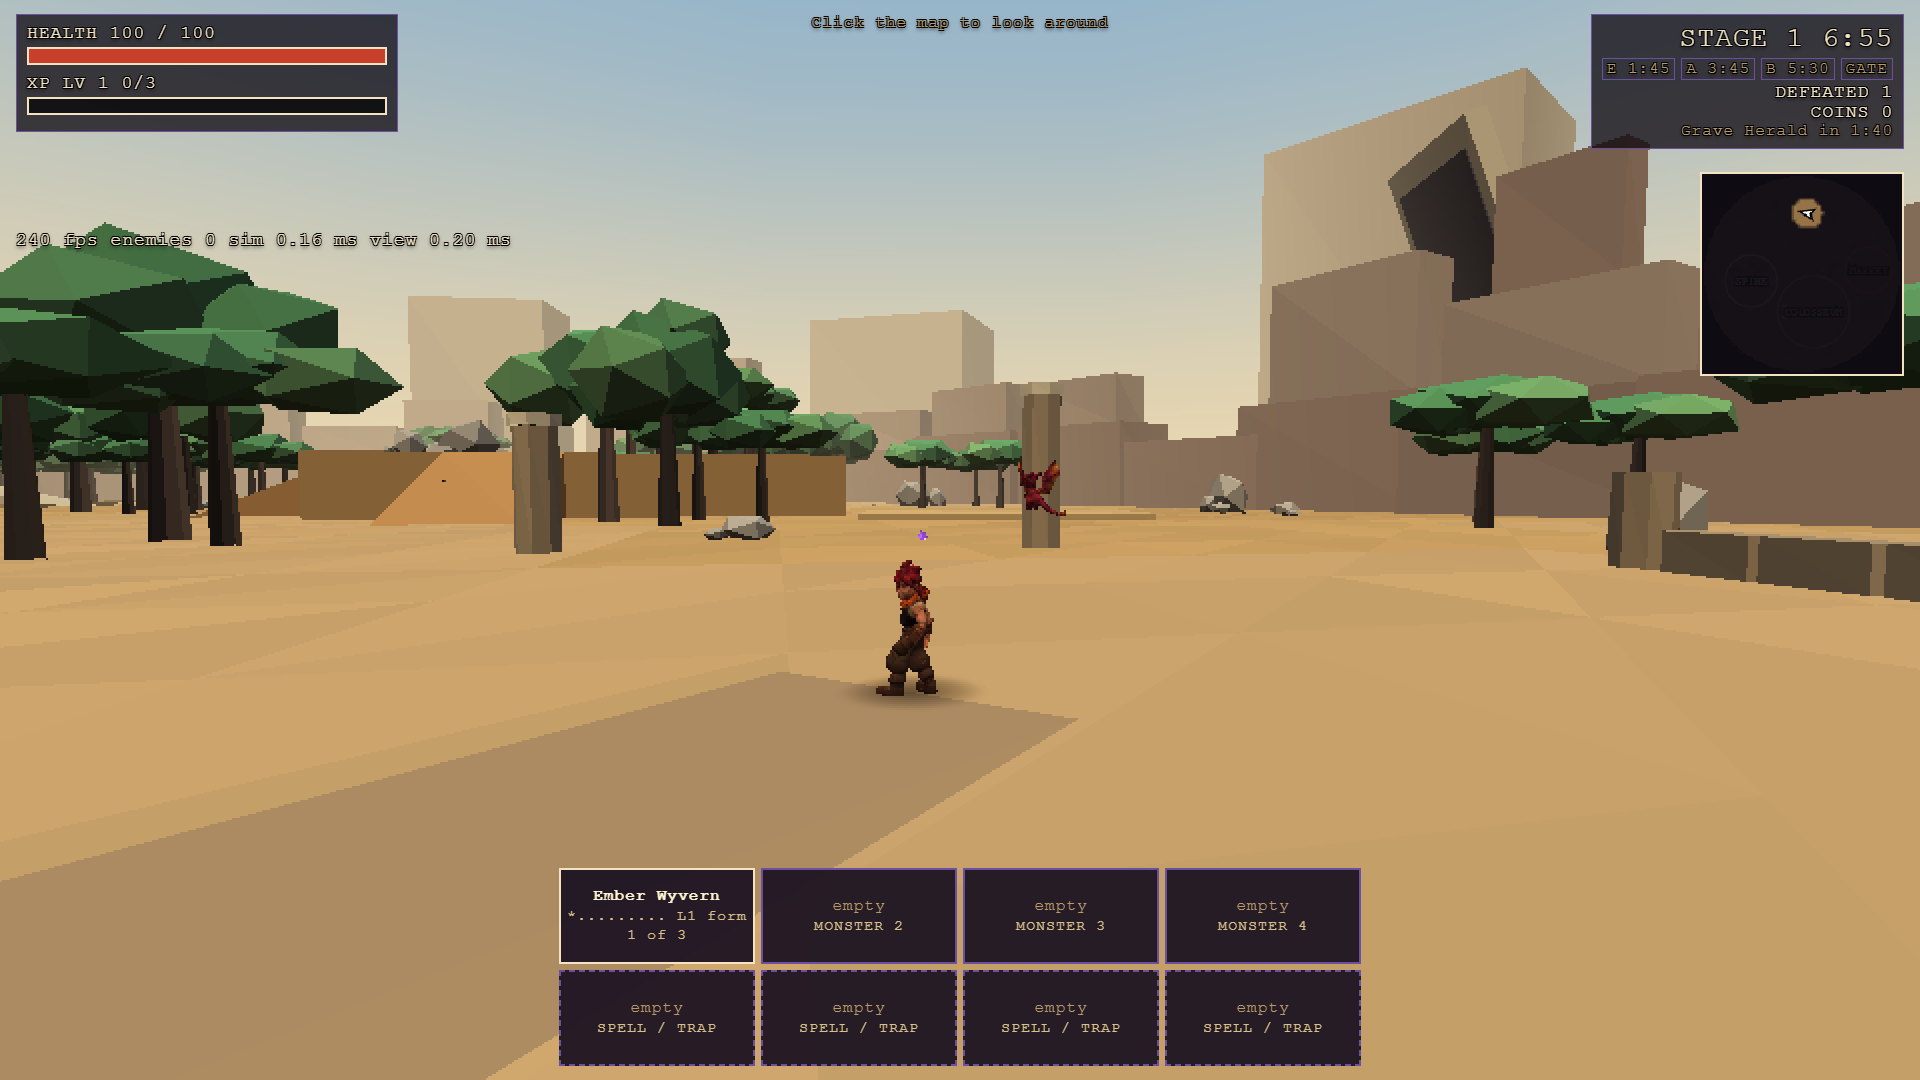 HEALTH 100 / 100
XP LV 1 0/3
Click the map to look around
STAGE 1 6:55
E 1:45 A 3:45 B 5:30 GATE
DEFEATED 1
COINS 0
Grave Herald in 1:40
240 fps enemies 0 sim 0.16 ms view 0.20 ms
Ember Wyvern
*......... L1 form
1 of 3
empty
MONSTER 2
empty
MONSTER 3
empty
MONSTER 4
empty
SPELL / TRAP
empty
SPELL / TRAP
empty
SPELL / TRAP
empty
SPELL / TRAP